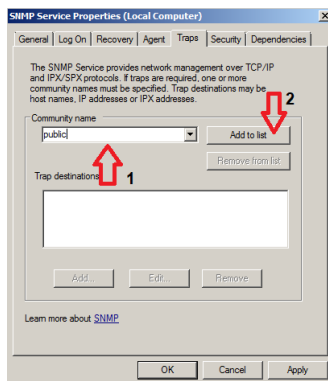 SNMP Service Properties (Local Computer)
General Log On Recovery Agent Traps Security Dependencies
The SNMP Service provides network management over TCP/IP
and IPX/SPX protocols. If traps are required, one or more
community names must be specified. Trap destinations may be
host names, IP addresses or IPX addresses.
2
Community name
public
Add to list
Remove from list
Trap destinations
1
Add... Edit... Remove
Learn more about SNMP
OK Cancel Apply